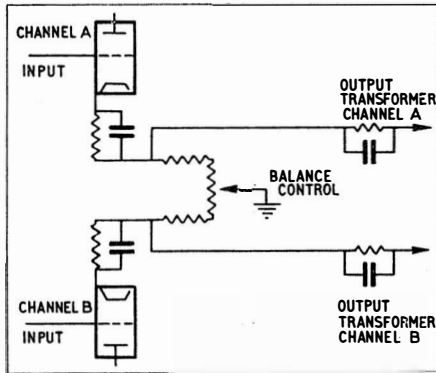 CHANNEL A
INPUT
OUTPUT
TRANSFORMER
CHANNEL A
BALANCE
CONTROL
CHANNEL B
INPUT
OUTPUT
TRANSFORMER
CHANNEL B